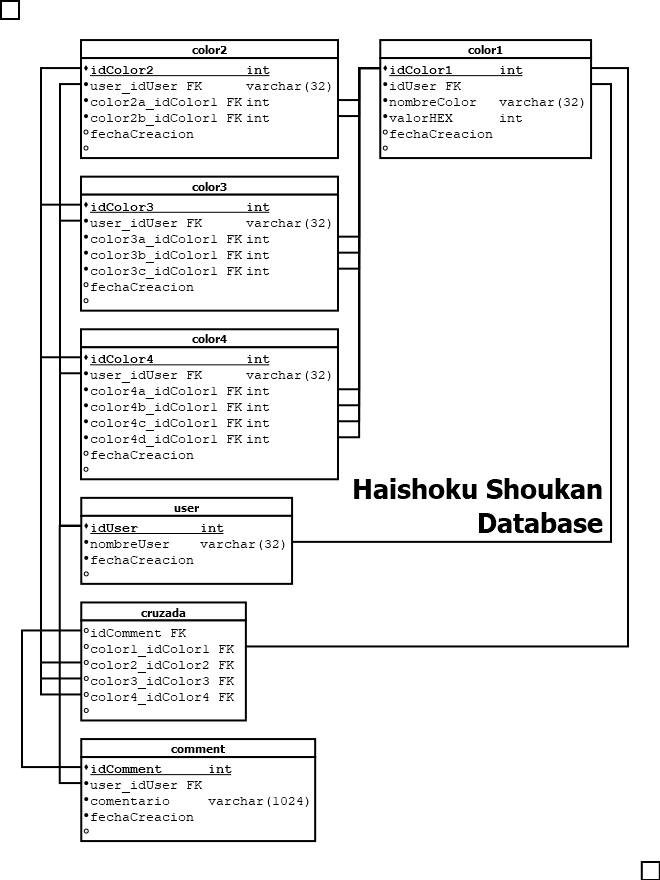 color2
idColor2 int
user_idUser FK varchar(32)
color2a_idColor1 FK int
color2b_idColor1 FK int
fechaCreacion
color1
idColor1 int
idUser FK
nombreColor varchar(32)
valorHEX int
fechaCreacion
color3
idColor3 int
user_idUser FK varchar(32)
color3a_idColor1 FK int
color3b_idColor1 FK int
color3c_idColor1 FK int
fechaCreacion
color4
idColor4 int
user_idUser FK varchar(32)
color4a_idColor1 FK int
color4b_idColor1 FK int
color4c_idColor1 FK int
color4d_idColor1 FK int
fechaCreacion
Haishoku Shoukan
Database
user
idUser int
nombreUser varchar(32)
fechaCreacion
cruzada
idComment FK
color1_idColor1 FK
color2_idColor2 FK
color3_idColor3 FK
color4_idColor4 FK
comment
idComment int
user_idUser FK
comentario varchar(1024)
fechaCreacion